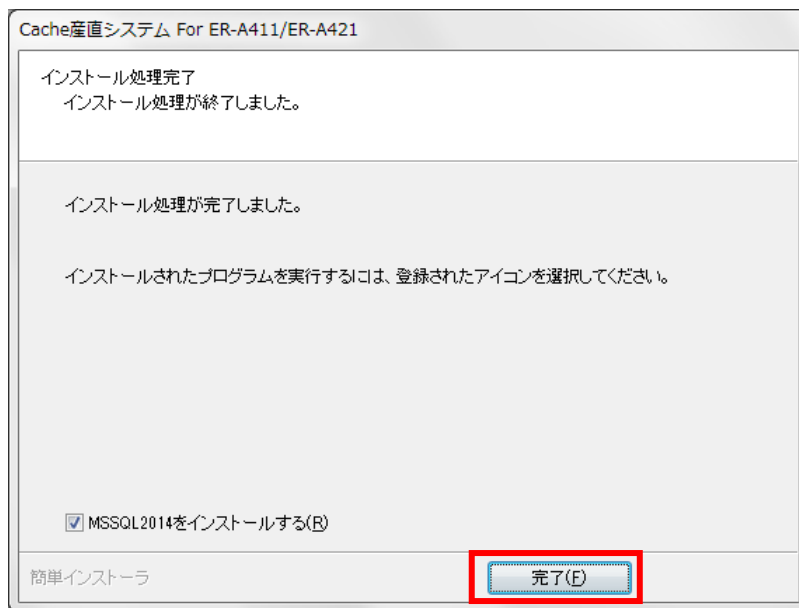 Cache産直システム For ER-A411/ER-A421
インストール処理完了
インストール処理が終了しました。
インストール処理が完了しました。
インストールされたプログラムを実行するには、登録されたアイコンを選択してください。
MSSQL2014をインストールする(R)
簡単インストーラ
完了(F)